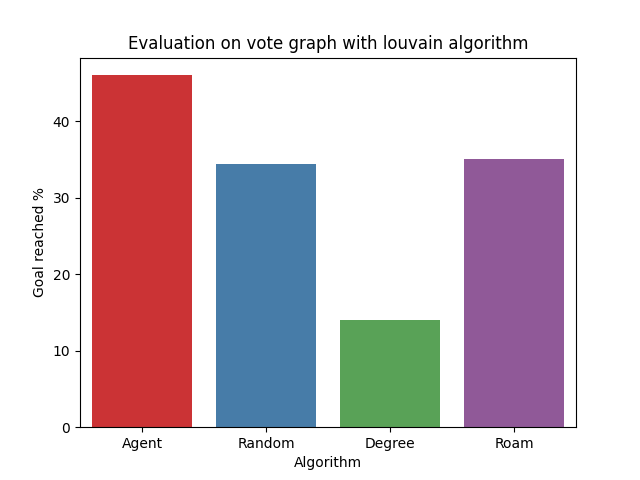 Evaluation on vote graph with louvain algorithm
Goal reached %
40
30
20
10
0
Agent Random Degree Roam
Algorithm